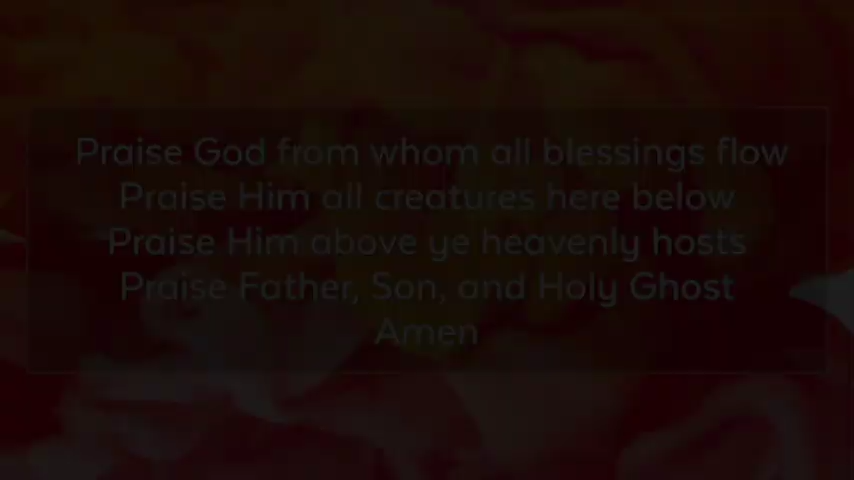 Praise God from whom all blessings flow
Praise Him all creatures here below
Praise Him above ye heavenly hosts
Praise Father, Son, and Holy Ghost
Amen